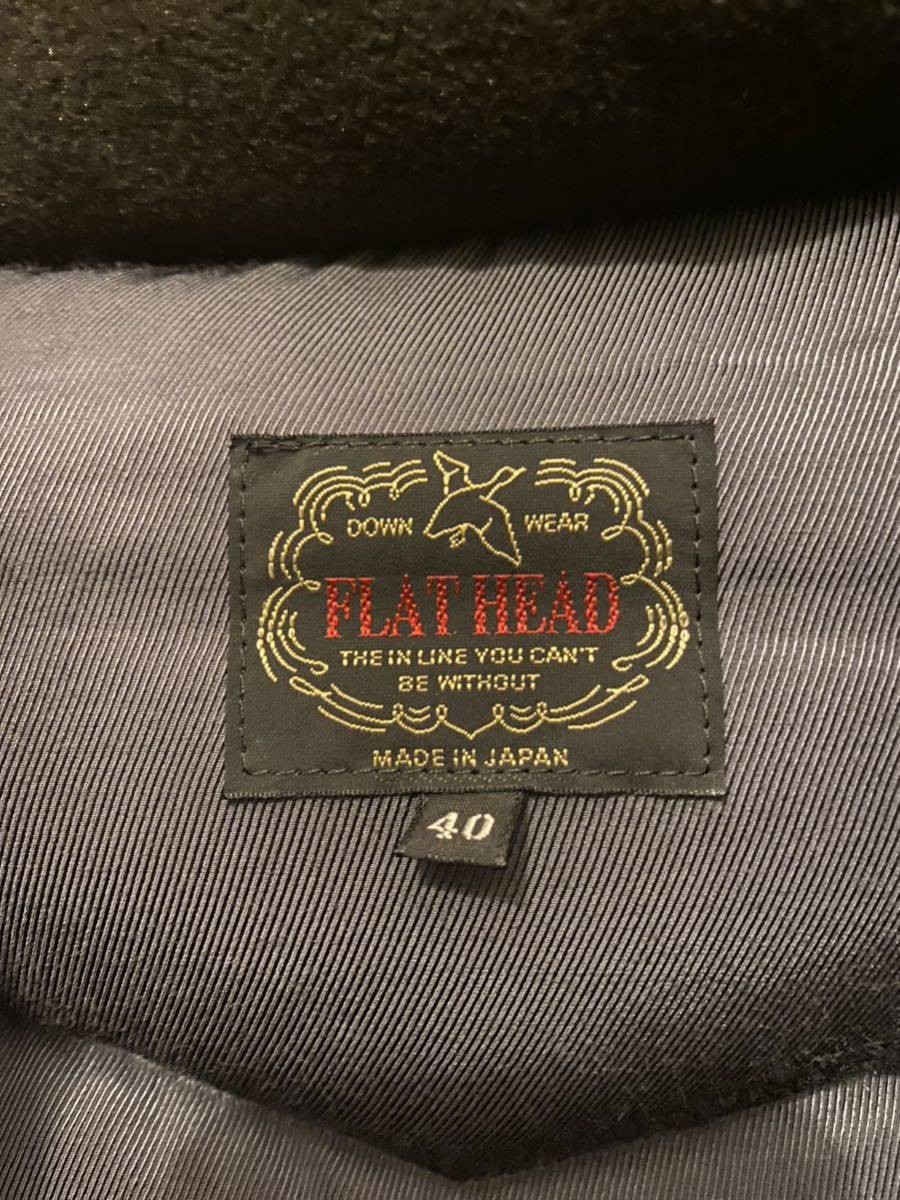 DOWN WEAR
FLAT HEAD
THE IN LINE YOU CAN'T
BE WITHOUT
MADE IN JAPAN
40